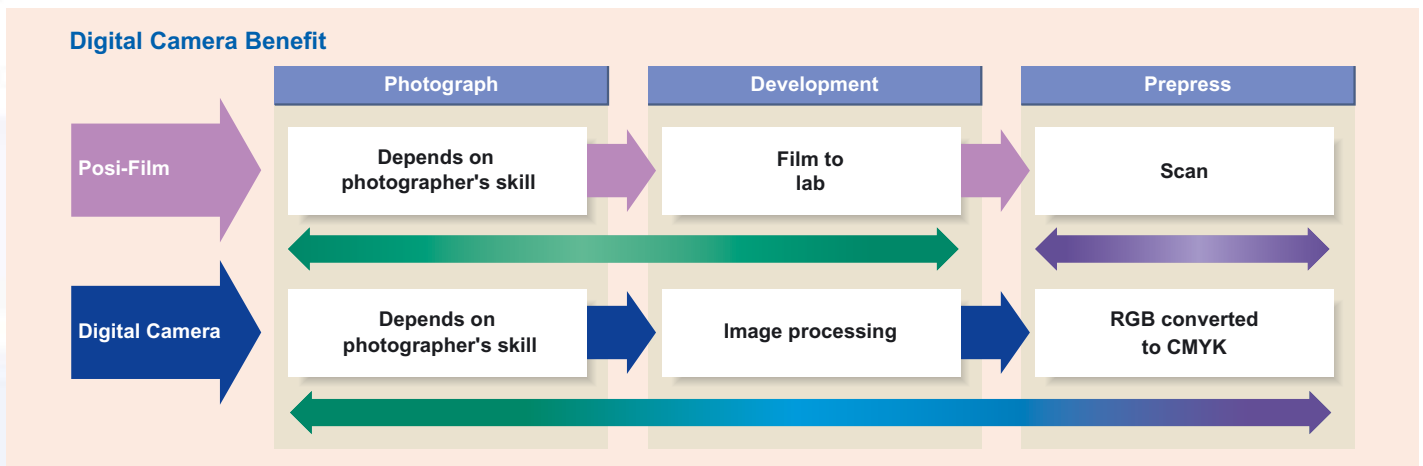 Digital Camera Benefit
Photograph
Development
Prepress
Posi-Film
Depends on
photographer's skill
Film to
lab
Scan
Digital Camera
Depends on
photographer's skill
Image processing
RGB converted
to CMYK